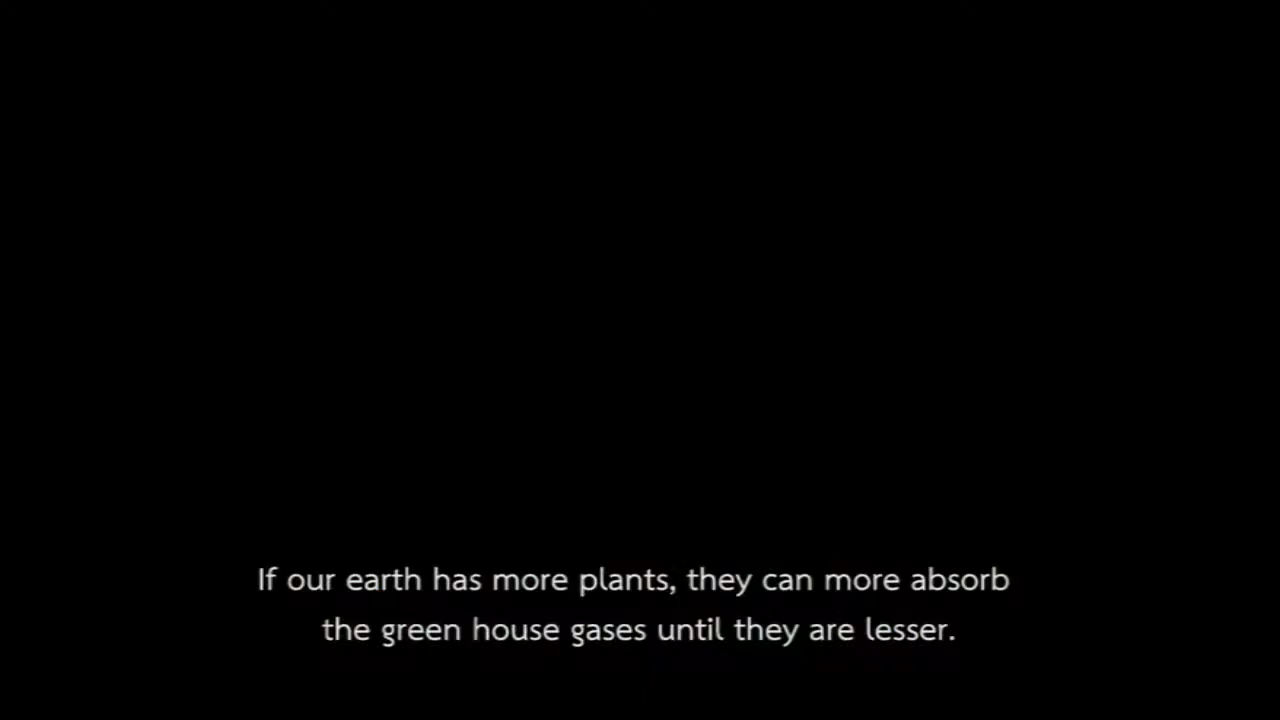 If our earth has more plants, they can more absorb
the green house gases until they are lesser.